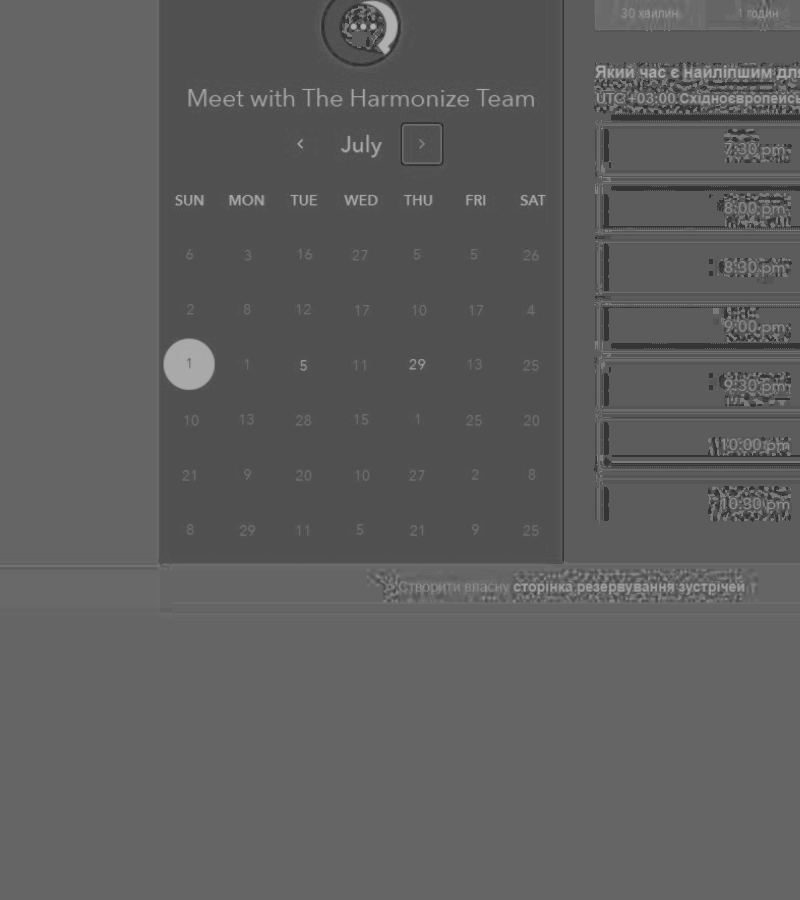 30 хвилин 1 годин
Meet with The Harmonize Team
Який час є найліпшим для
UTC +03:00 Східноєвропейсь
July
SUN MON TUE WED THU FRI SAT
6 3 16 27 5 5 26
2 8 12 17 10 17 4
1 1 5 11 29 13 25
10 13 28 15 1 25 20
21 9 20 10 27 2 8
8 29 11 5 21 9 25
7:30 pm
8:00 pm
8:30 pm
9:00 pm
9:30 pm
10:00 pm
10:30 pm
Створити власну сторінка резервування зустрічей